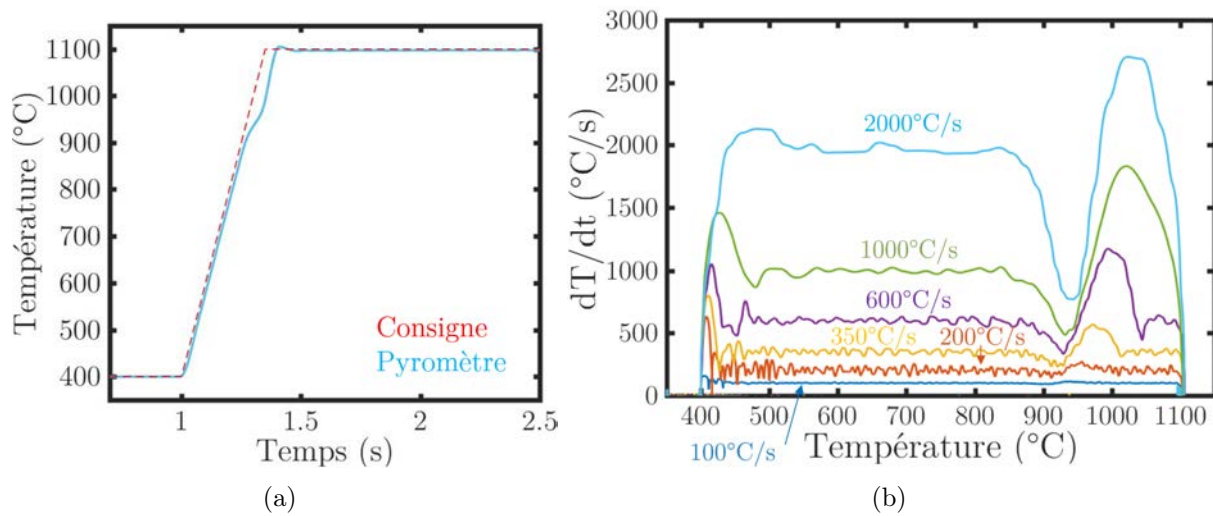 1100
1000
900
800
700
600
500
400
Température (°C)
1
1.5
2
2.5
Temps (s)
Consigne
Pyromètre
(a)
3000
2500
2000
1500
1000
500
0
dT/dt (°C/s)
2000°C/s
1000°C/s
600°C/s
350°C/s
200°C/s
100°C/s
400
500
600
700
800
900
1000
1100
Température (°C)
(b)